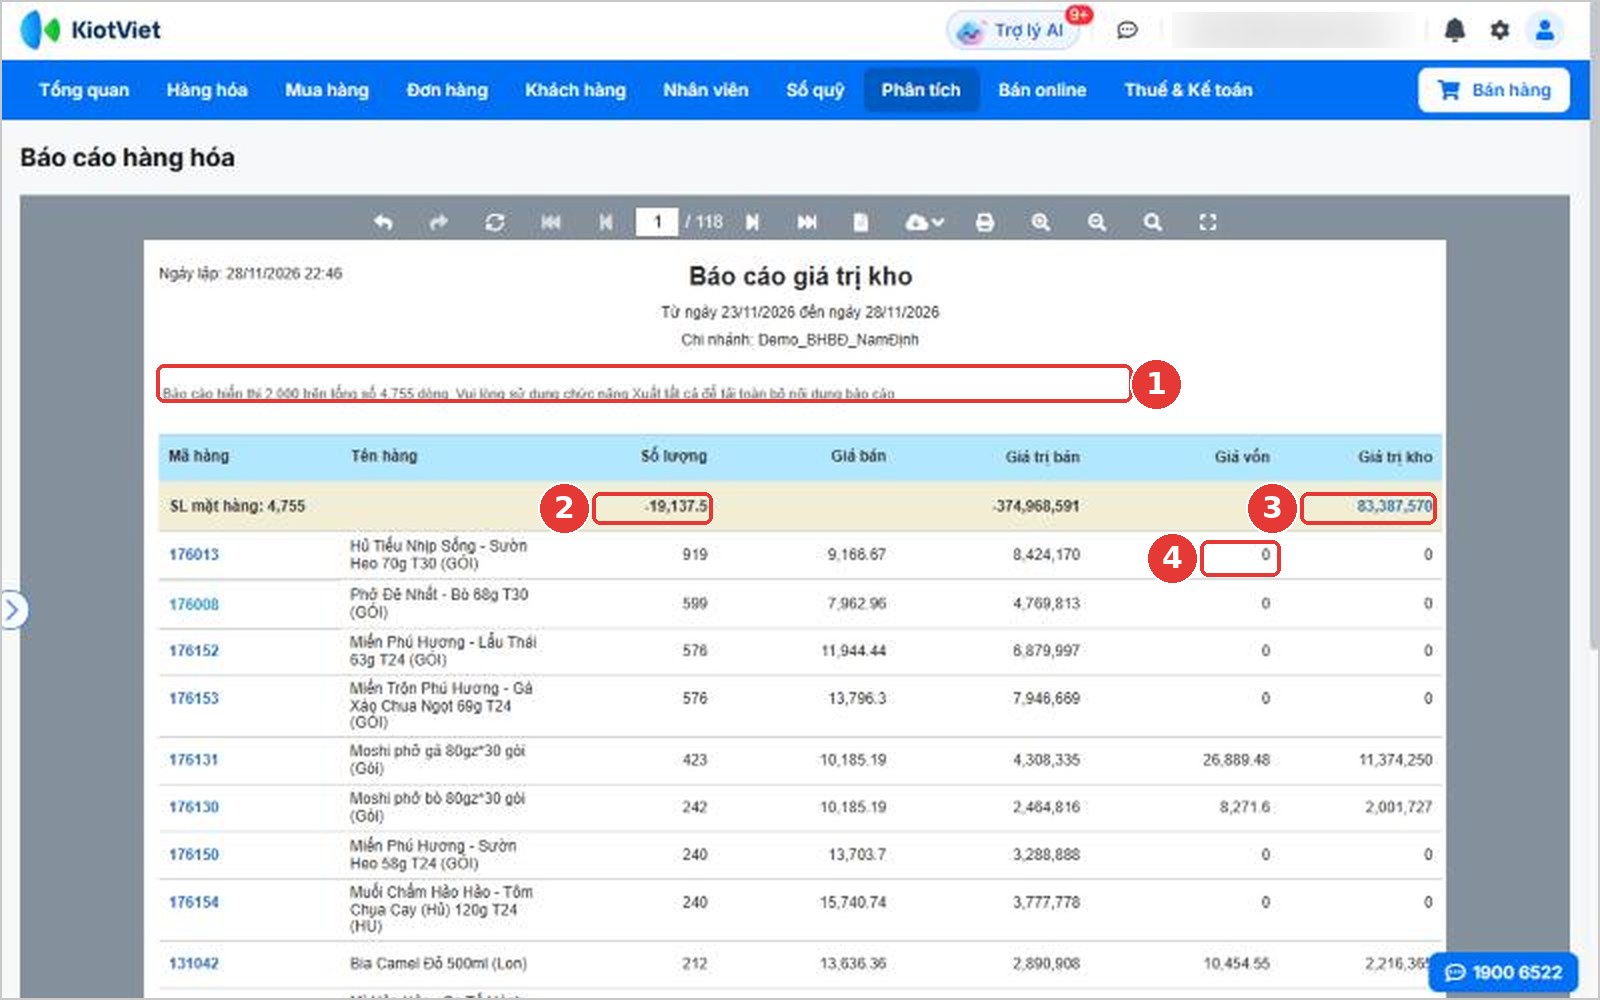 KiotViet
Trợ lý AI
9+
Tổng quan Hàng hóa Mua hàng Đơn hàng Khách hàng Nhân viên Sổ quỹ Phân tích Bán online Thuế & Kế toán Bán hàng
Báo cáo hàng hóa
1 / 118
Ngày lập: 28/11/2026 22:46
Báo cáo giá trị kho
Từ ngày 23/11/2026 đến ngày 28/11/2026
Chi nhánh: Demo_BHBĐ_NamĐịnh
Báo cáo hiển thị 2.000 trên tổng số 4.755 dòng. Vui lòng sử dụng chức năng Xuất tất cả để tải toàn bộ nội dung báo cáo
1
Mã hàng Tên hàng Số lượng Giá bán Giá trị bán Giá vốn Giá trị kho
SL mặt hàng: 4,755 2 -19,137.5 -374,968,591 3 83,387,570
176013 Hủ Tiếu Nhịp Sống - Sườn Heo 70g T30 (GÓI) 919 9,166.67 8,424,170 4 0 0
176008 Phở Đệ Nhất - Bò 68g T30 (GÓI) 599 7,962.96 4,769,813 0 0
176152 Miến Phú Hương - Lẩu Thái 63g T24 (GÓI) 576 11,944.44 6,879,997 0 0
176153 Miến Trộn Phú Hương - Gà Xào Chua Ngọt 69g T24 (GÓI) 576 13,796.3 7,946,669 0 0
176131 Moshi phở gà 80gz*30 gói (Gói) 423 10,185.19 4,308,335 26,889.48 11,374,250
176130 Moshi phở bò 80gz*30 gói (Gói) 242 10,185.19 2,464,816 8,271.6 2,001,727
176150 Miến Phú Hương - Sườn Heo 58g T24 (GÓI) 240 13,703.7 3,288,888 0 0
176154 Muối Chấm Hảo Hảo - Tôm Chua Cay (Hủ) 120g T24 (HU) 240 15,740.74 3,777,778 0 0
131042 Bia Camel Đỏ 500ml (Lon) 212 13,636.36 2,890,908 10,454.55 2,216,36
1900 6522